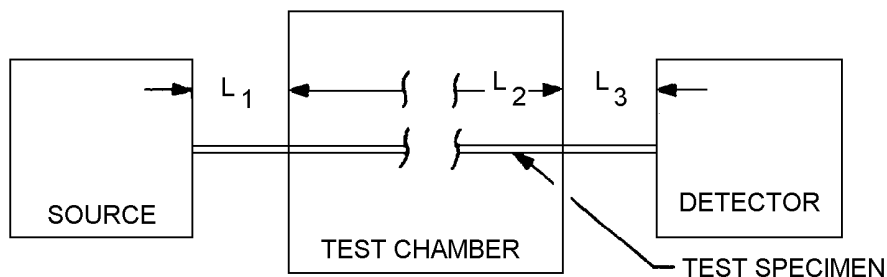 L1
L2
L3
SOURCE
TEST CHAMBER
DETECTOR
TEST SPECIMEN